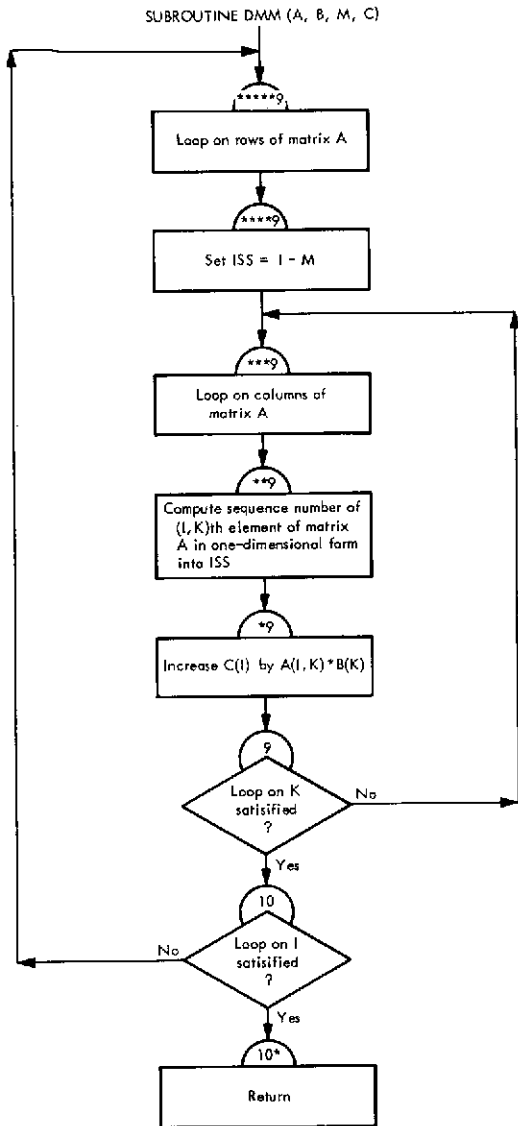 SUBROUTINE DMM (A, B, M, C)
*****9
Loop on rows of matrix A
****9
Set ISS = I - M
***9
Loop on columns of
matrix A
**9
Compute sequence number of
(I,K)th element of matrix
A in one-dimensional form
into ISS
*9
Increase C(I) by A(I,K)*B(K)
9
Loop on K
satisified
?
No
Yes
10
Loop on I
satisified
?
No
Yes
10*
Return